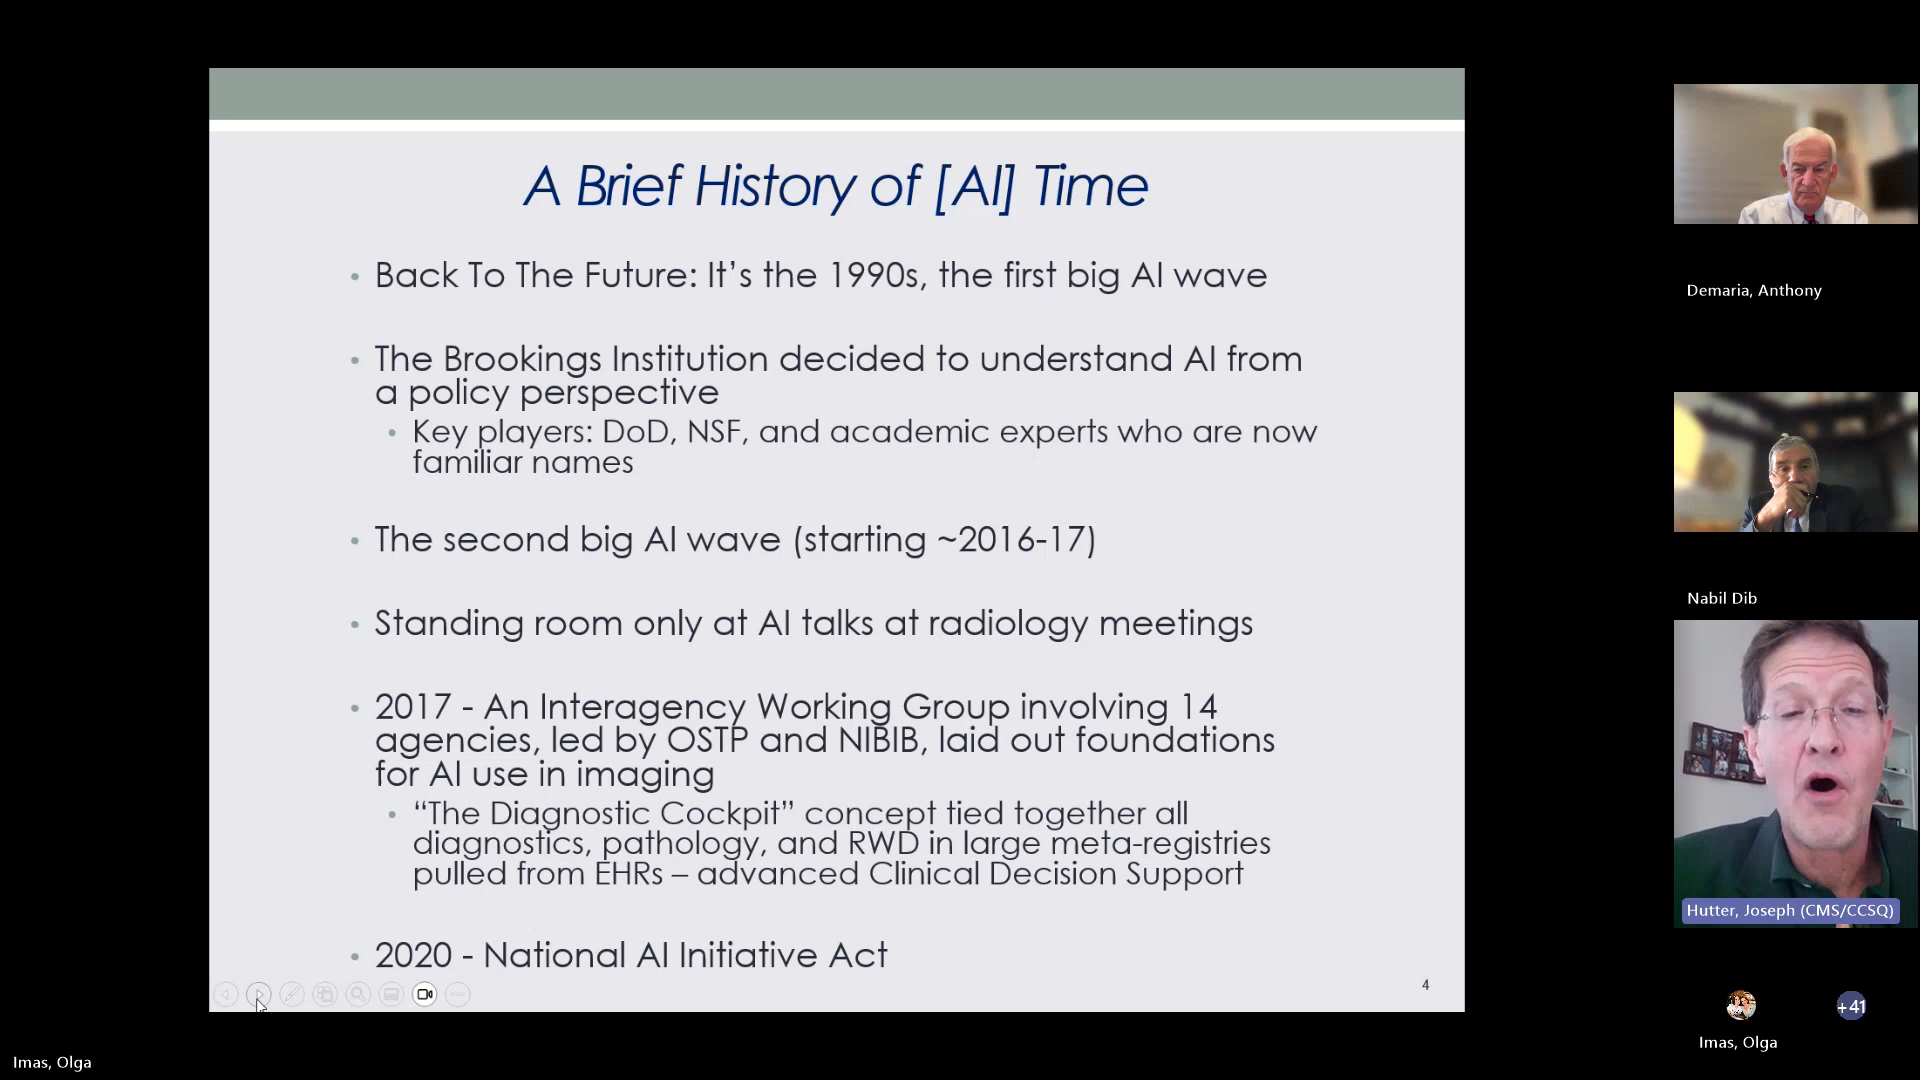 A Brief History of [AI] Time
• Back To The Future: It’s the 1990s, the first big AI wave
• The Brookings Institution decided to understand AI from
a policy perspective
• Key players: DoD, NSF, and academic experts who are now
familiar names
• The second big AI wave (starting ~2016-17)
• Standing room only at AI talks at radiology meetings
• 2017 - An Interagency Working Group involving 14
agencies, led by OSTP and NIBIB, laid out foundations
for AI use in imaging
• “The Diagnostic Cockpit” concept tied together all
diagnostics, pathology, and RWD in large meta-registries
pulled from EHRs – advanced Clinical Decision Support
• 2020 - National AI Initiative Act
4
Demaria, Anthony
Nabil Dib
Hutter, Joseph (CMS/CCSQ)
+41
Imas, Olga
Imas, Olga